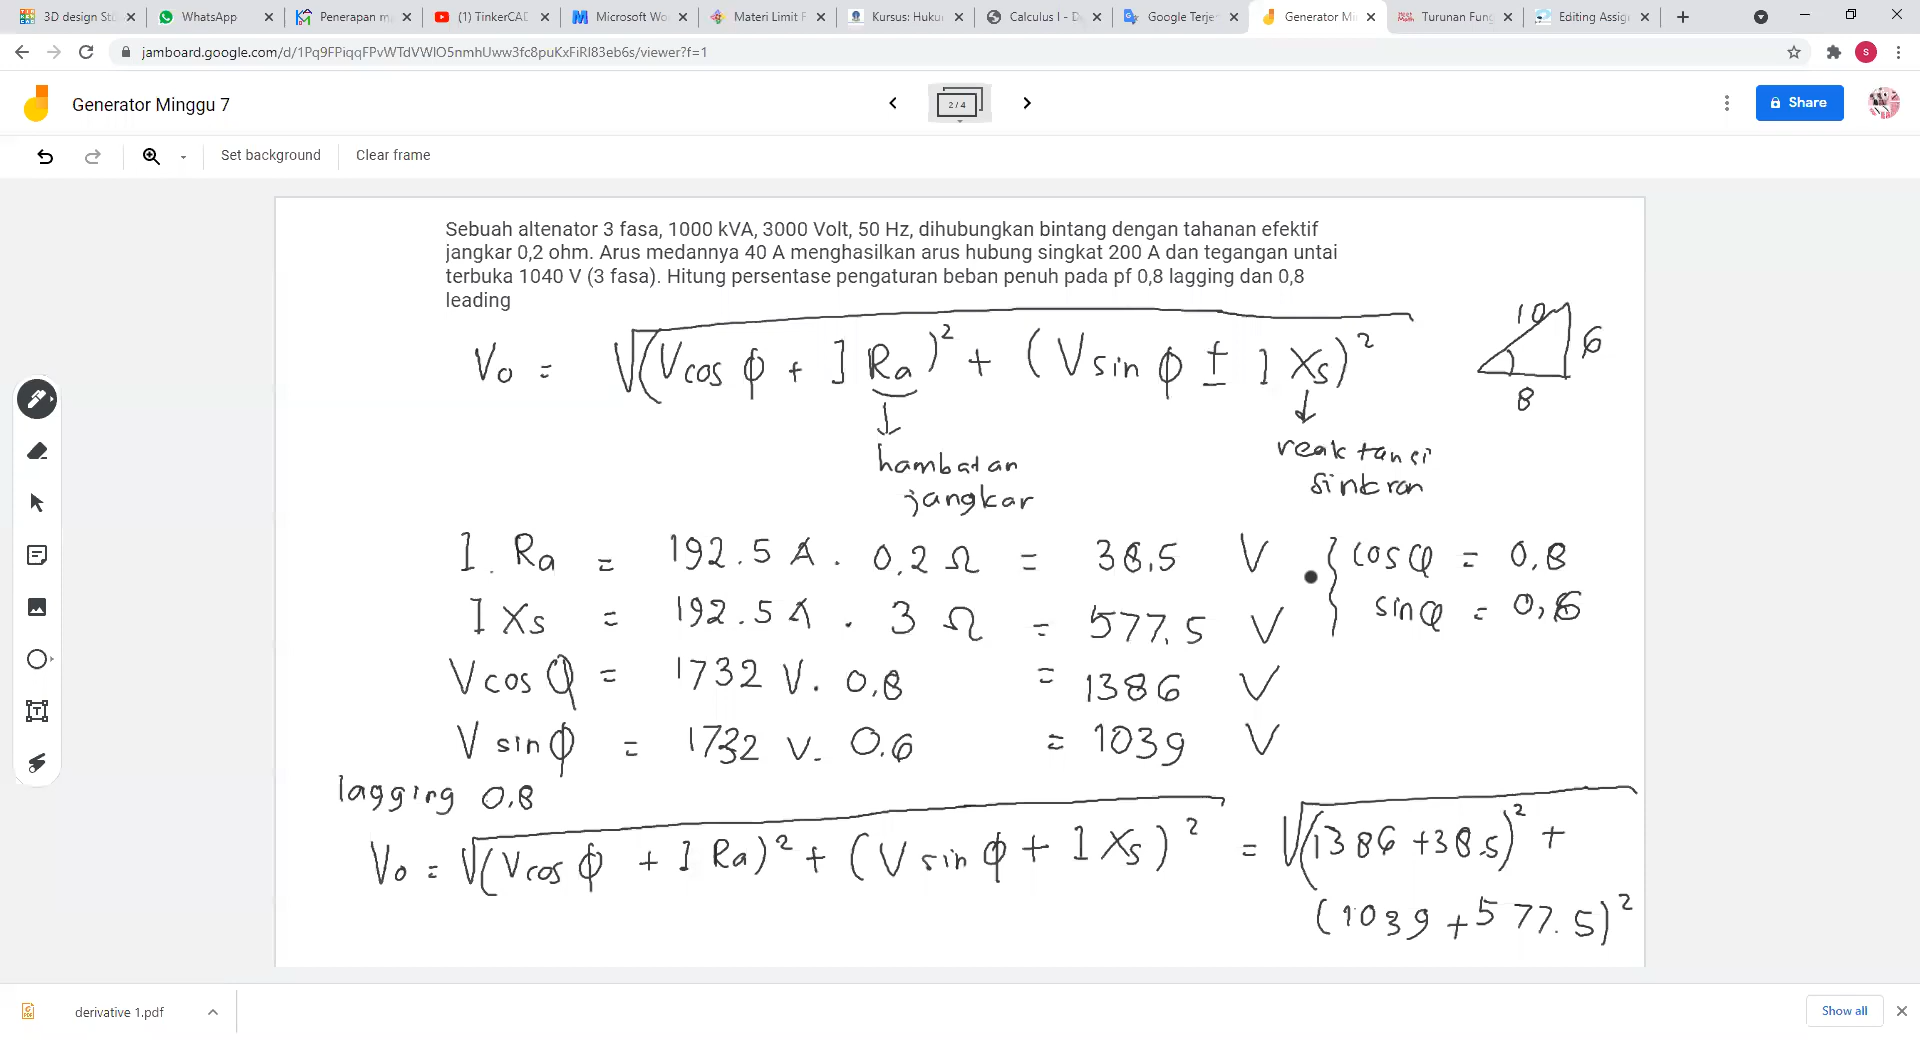 3D design Stu
WhatsApp
Penerapan m
(1) TinkerCAD
Microsoft Wo
Materi Limit F
Kursus: Huku
Calculus I - D
Google Terje
Generator Mi
Turunan Fung
Editing Assig
jamboard.google.com/d/1Pq9FPiqqFPvWTdVWlO5nmhUww3fc8puKxFiRl83eb6s/viewer?f=1
S
Generator Minggu 7
2 / 4
Share
Set background
Clear frame
Sebuah altenator 3 fasa, 1000 kVA, 3000 Volt, 50 Hz, dihubungkan bintang dengan tahanan efektif
jangkar 0,2 ohm. Arus medannya 40 A menghasilkan arus hubung singkat 200 A dan tegangan untai
terbuka 1040 V (3 fasa). Hitung persentase pengaturan beban penuh pada pf 0,8 lagging dan 0,8
leading
V₀ = √(V cos ϕ + I Ra)² + (V sin ϕ ± I Xs)²
10
6
8
hambatan
jangkar
reaktansi
sinkron
I . Ra = 192.5 A . 0.2 Ω = 38,5 V
cos φ = 0,8
I Xs = 192.5 A . 3 Ω = 577.5 V
sin φ = 0,6
V cos ϕ = 1732 V. 0,8 = 1386 V
V sin ϕ = 1732 V. 0.6 = 1039 V
lagging 0,8
V₀ = √(V cos ϕ + I Ra)² + (V sin ϕ + I Xs)² = √(1386 + 38.5)² +
(1039 + 577.5)²
derivative 1.pdf
Show all